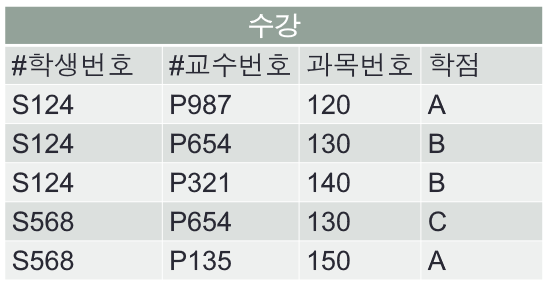 수강
#학생번호 #교수번호 과목번호 학점
S124 P987 120 A
S124 P654 130 B
S124 P321 140 B
S568 P654 130 C
S568 P135 150 A